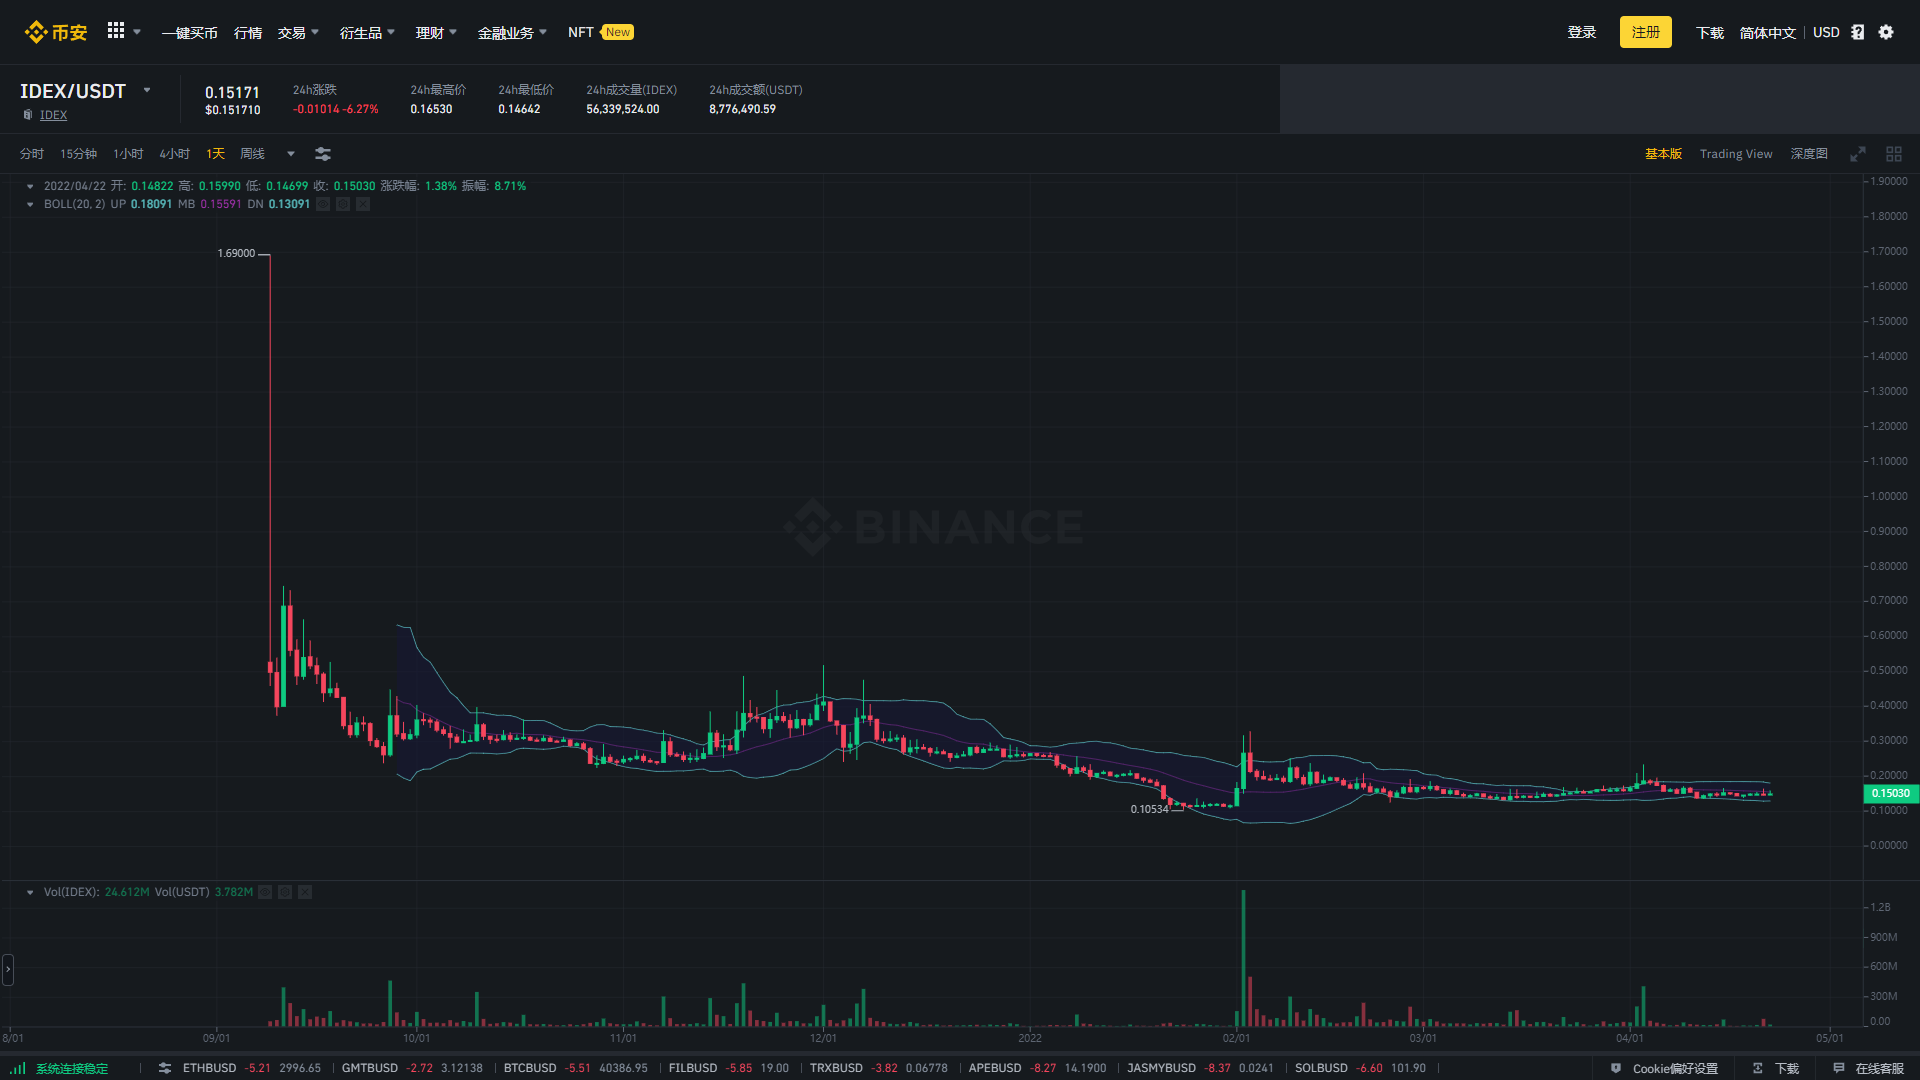 币安 一键买币 行情 交易 衍生品 理财 金融业务 NFT New 登录 注册 下载 简体中文 USD
IDEX/USDT
IDEX
0.15171
$0.151710
24h涨跌
-0.01014 -6.27%
24h最高价
0.16530
24h最低价
0.14642
24h成交量(IDEX)
56,339,524.00
24h成交额(USDT)
8,776,490.59
分时 15分钟 1小时 4小时 1天 周线 基本版 Trading View 深度图
2022/04/22 开: 0.14822 高: 0.15990 低: 0.14699 收: 0.15030 涨跌幅: 1.38% 振幅: 8.71%
BOLL(20, 2) UP 0.18091 MB 0.15591 DN 0.13091
1.69000
0.10534
BINANCE
1.90000
1.80000
1.70000
1.60000
1.50000
1.40000
1.30000
1.20000
1.10000
1.00000
0.90000
0.80000
0.70000
0.60000
0.50000
0.40000
0.30000
0.20000
0.15030
0.10000
0.00000
Vol(IDEX): 24.612M Vol(USDT) 3.782M
1.2B
900M
600M
300M
0.00
8/01 09/01 10/01 11/01 12/01 2022 02/01 03/01 04/01 05/01
系统连接稳定 ETHBUSD -5.21 2996.65 GMTBUSD -2.72 3.12138 BTCBUSD -5.51 40386.95 FILBUSD -5.85 19.00 TRXBUSD -3.82 0.06778 APEBUSD -8.27 14.1900 JASMYBUSD -8.37 0.0241 SOLBUSD -6.60 101.90 Cookie偏好设置 下载 在线客服